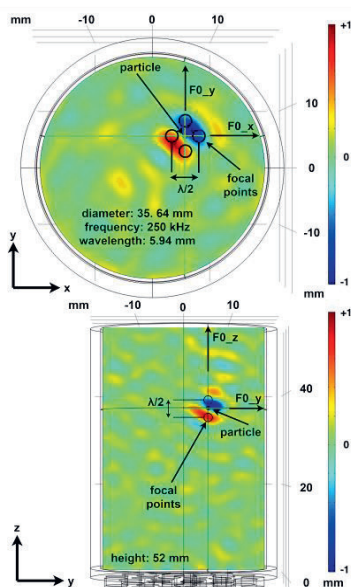 mm
-10
0
10
+1
particle
F0_y
10
F0_x
0
λ/2
focal
points
diameter: 35. 64 mm
frequency: 250 kHz
wavelength: 5.94 mm
-10
y
x
-1
mm
-10
0
10
+1
F0_z
40
λ/2
F0_y
particle
20
focal
points
z
height: 52 mm
y
0
-1
mm